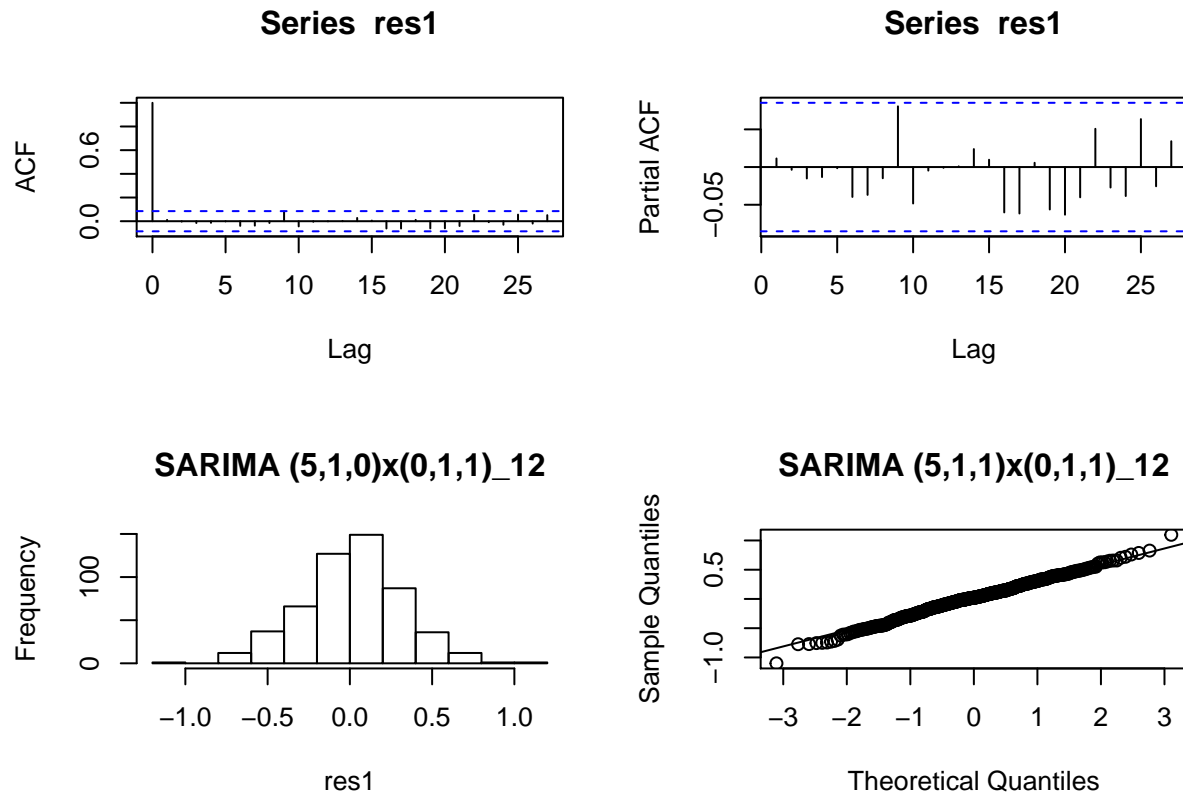 Series res1
ACF
0.0 0.6
0 5 10 15 20 25
Lag
Series res1
Partial ACF
−0.05
0 5 10 15 20 25
Lag
SARIMA (5,1,0)x(0,1,1)_12
Frequency
0 100
−1.0 −0.5 0.0 0.5 1.0
res1
SARIMA (5,1,1)x(0,1,1)_12
Sample Quantiles
−1.0 0.5
−3 −2 −1 0 1 2 3
Theoretical Quantiles